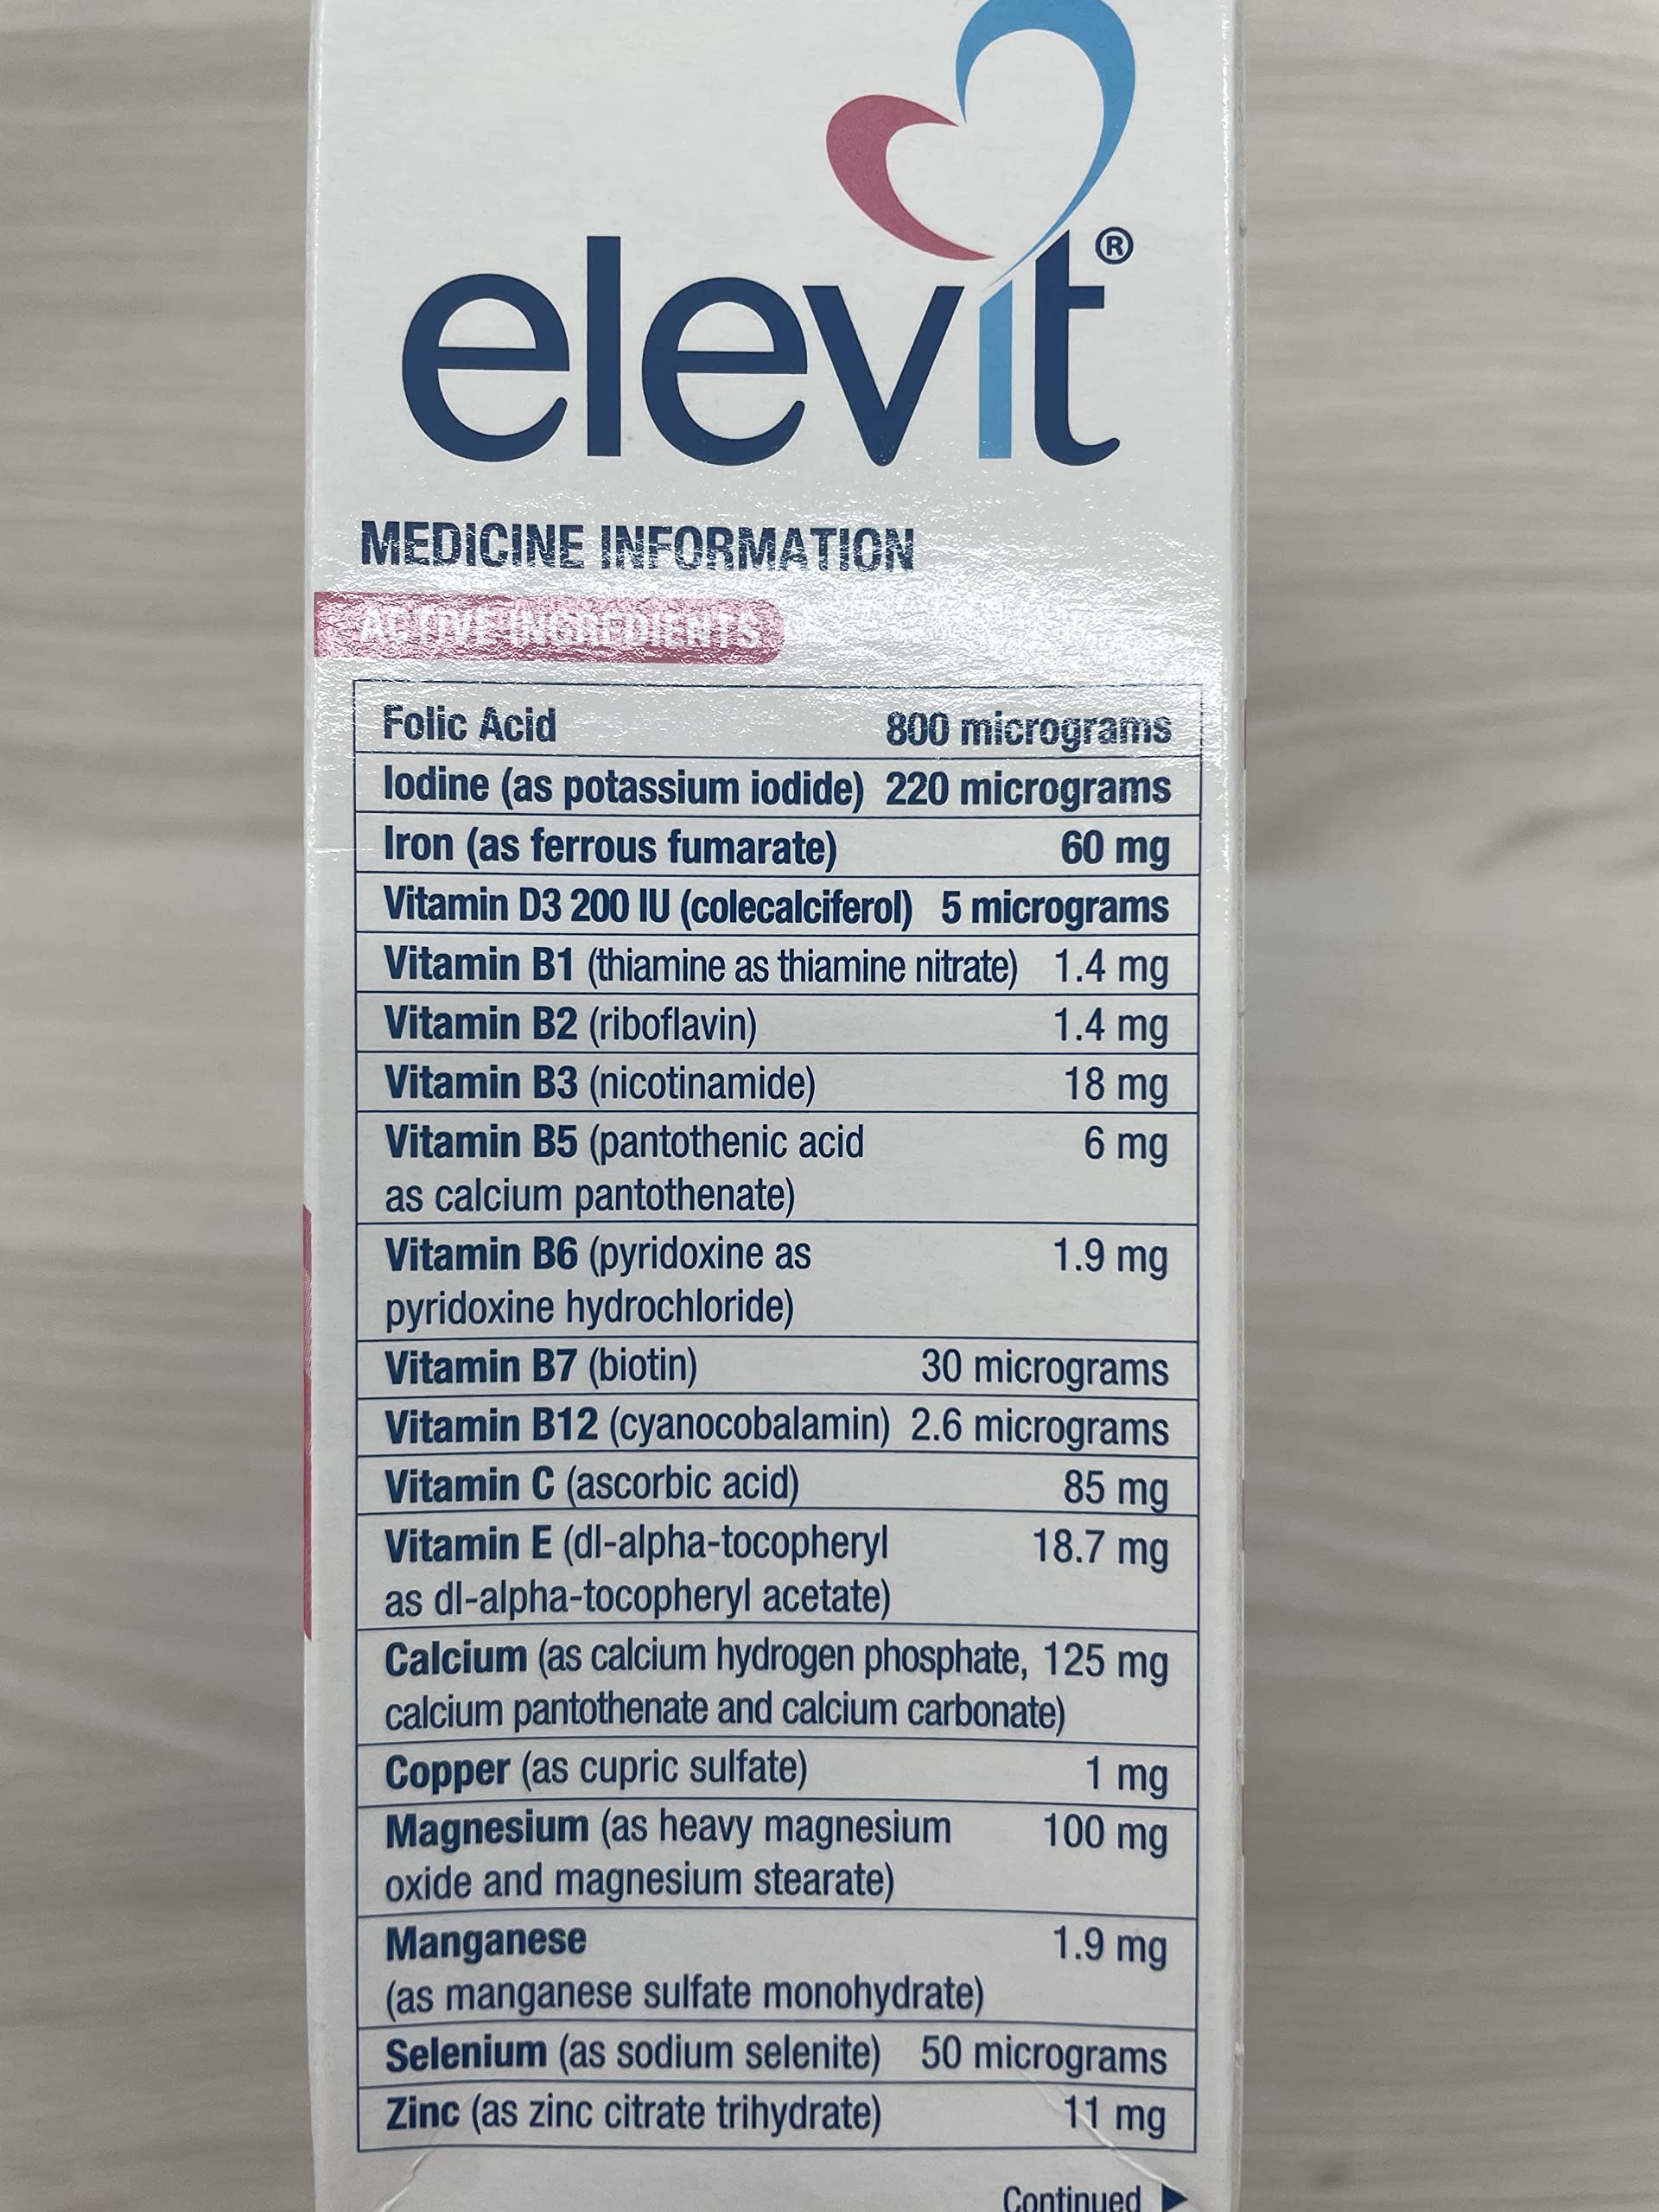 elevit®
MEDICINE INFORMATION
ACTIVE INGREDIENTS
Folic Acid 800 micrograms
Iodine (as potassium iodide) 220 micrograms
Iron (as ferrous fumarate) 60 mg
Vitamin D3 200 IU (colecalciferol) 5 micrograms
Vitamin B1 (thiamine as thiamine nitrate) 1.4 mg
Vitamin B2 (riboflavin) 1.4 mg
Vitamin B3 (nicotinamide) 18 mg
Vitamin B5 (pantothenic acid 6 mg
as calcium pantothenate)
Vitamin B6 (pyridoxine as 1.9 mg
pyridoxine hydrochloride)
Vitamin B7 (biotin) 30 micrograms
Vitamin B12 (cyanocobalamin) 2.6 micrograms
Vitamin C (ascorbic acid) 85 mg
Vitamin E (dl-alpha-tocopheryl 18.7 mg
as dl-alpha-tocopheryl acetate)
Calcium (as calcium hydrogen phosphate, 125 mg
calcium pantothenate and calcium carbonate)
Copper (as cupric sulfate) 1 mg
Magnesium (as heavy magnesium 100 mg
oxide and magnesium stearate)
Manganese 1.9 mg
(as manganese sulfate monohydrate)
Selenium (as sodium selenite) 50 micrograms
Zinc (as zinc citrate trihydrate) 11 mg
Continued